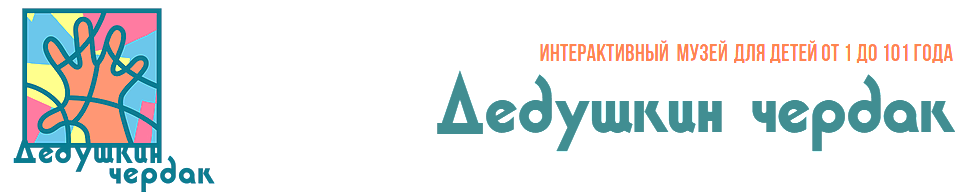 Дедушкин
чердак
ИНТЕРАКТИВНЫЙ МУЗЕЙ ДЛЯ ДЕТЕЙ ОТ 1 ДО 101 ГОДА
Дедушкин чердак